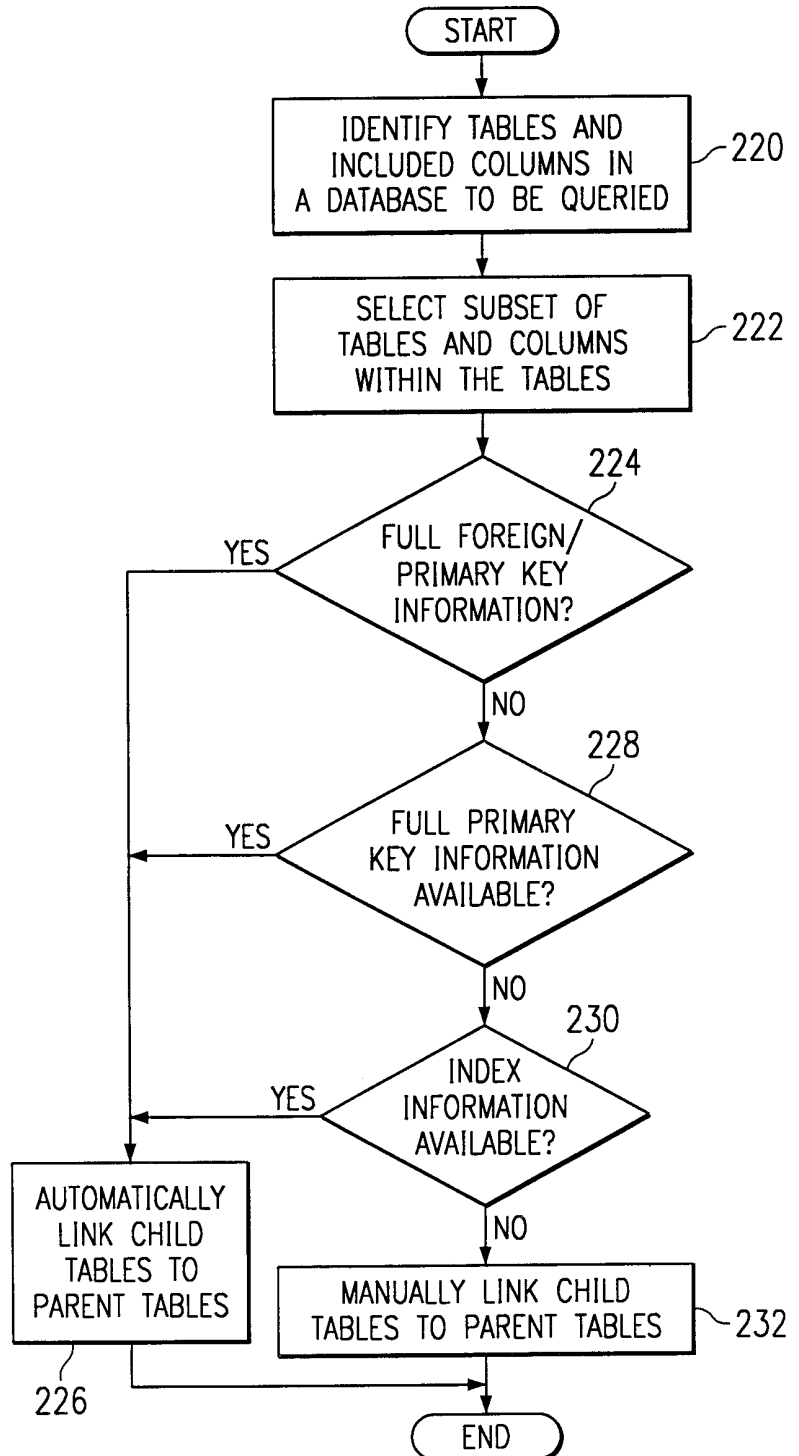 START
IDENTIFY TABLES AND
INCLUDED COLUMNS IN
A DATABASE TO BE QUERIED
220
SELECT SUBSET OF
TABLES AND COLUMNS
WITHIN THE TABLES
222
224
FULL FOREIGN/
PRIMARY KEY
INFORMATION?
YES
NO
228
FULL PRIMARY
KEY INFORMATION
AVAILABLE?
YES
NO
230
INDEX
INFORMATION
AVAILABLE?
YES
NO
AUTOMATICALLY
LINK CHILD
TABLES TO
PARENT TABLES
226
MANUALLY LINK CHILD
TABLES TO PARENT TABLES
232
END